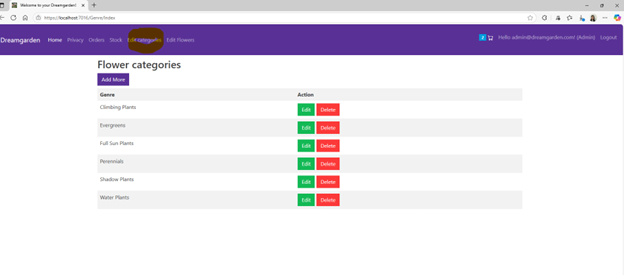 Welcome to your Dreamgarden!
https://localhost:7016/Genre/Index
Dreamgarden Home Privacy Orders Stock Edit categories Edit Flowers 2 Hello admin@dreamgarden.com! (Admin) Logout
Flower categories
Add More
Genre Action
Climbing Plants Edit Delete
Evergreens Edit Delete
Full Sun Plants Edit Delete
Perennials Edit Delete
Shadow Plants Edit Delete
Water Plants Edit Delete